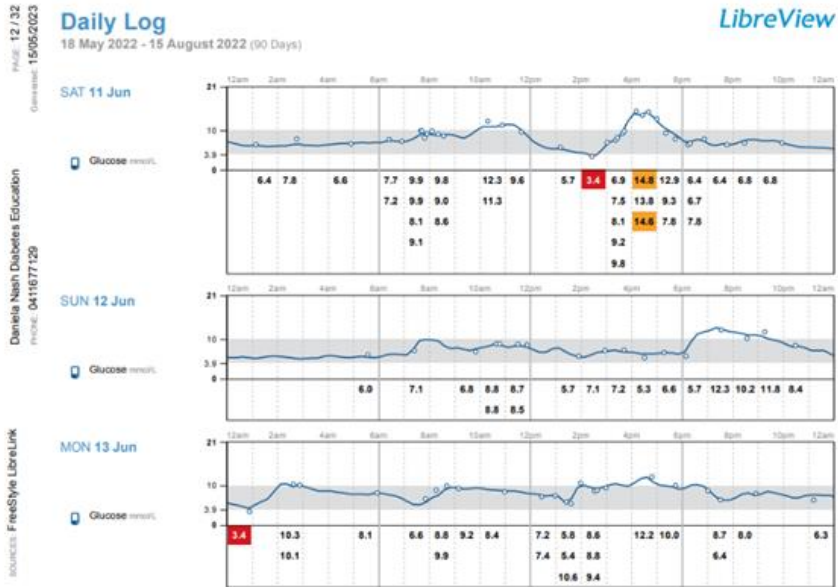 PAGE: 12 / 32
Generated: 15/05/2023
Daniela Nash Diabetes Education
PHONE: 0411677129
SOURCES: FreeStyle LibreLink
Daily Log
LibreView
18 May 2022 - 15 August 2022 (90 Days)
SAT 11 Jun
12am 2am 4am 6am 8am 10am 12pm 2pm 4pm 6pm 8pm 10pm 12am
21
10
3.9
0
Glucose mmol/L
6.4 7.8 6.6 7.7 9.9 9.8 12.3 9.6 5.7 3.4 6.9 14.8 12.9 6.4 6.4 6.8 6.8
7.2 9.9 9.0 11.3 7.5 13.8 9.3 6.7
8.1 8.6 8.1 14.6 7.8 7.8
9.1 9.2
9.8
SUN 12 Jun
12am 2am 4am 6am 8am 10am 12pm 2pm 4pm 6pm 8pm 10pm 12am
21
10
3.9
0
Glucose mmol/L
6.0 7.1 6.8 8.8 8.7 5.7 7.1 7.2 5.3 6.6 5.7 12.3 10.2 11.8 8.4
8.8 8.5
MON 13 Jun
12am 2am 4am 6am 8am 10am 12pm 2pm 4pm 6pm 8pm 10pm 12am
21
10
3.9
0
Glucose mmol/L
3.4 10.3 8.1 6.6 8.8 9.2 8.4 7.2 5.8 8.6 12.2 10.0 8.7 8.0 6.3
10.1 9.9 7.4 5.4 8.8 6.4
10.6 9.4